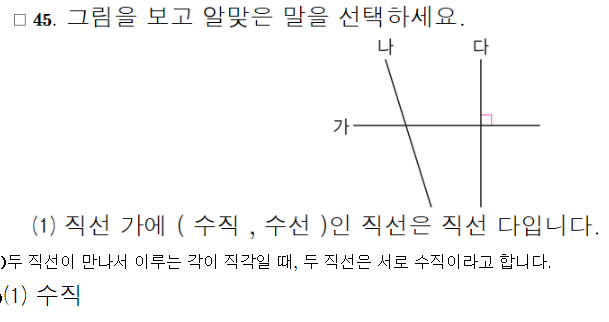 □ 45. 그림을 보고 알맞은 말을 선택하세요.
나 다
가
(1) 직선 가에 ( 수직 , 수선 )인 직선은 직선 다입니다.
)두 직선이 만나서 이루는 각이 직각일 때, 두 직선은 서로 수직이라고 합니다.
(1) 수직